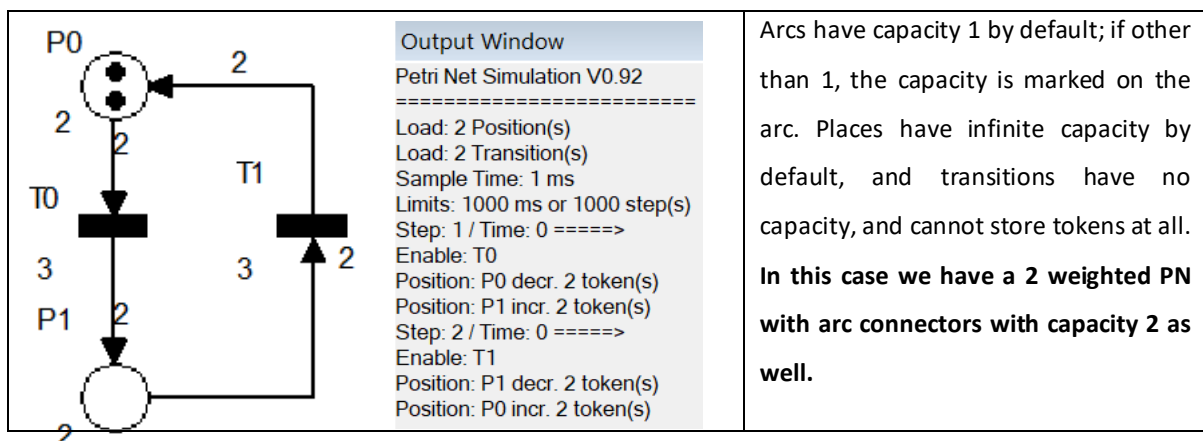 P0
2
2
2
T0
T1
3
3
2
P1
2
2
Output Window
Petri Net Simulation V0.92
=========================
Load: 2 Position(s)
Load: 2 Transition(s)
Sample Time: 1 ms
Limits: 1000 ms or 1000 step(s)
Step: 1 / Time: 0 =====>
Enable: T0
Position: P0 decr. 2 token(s)
Position: P1 incr. 2 token(s)
Step: 2 / Time: 0 =====>
Enable: T1
Position: P1 decr. 2 token(s)
Position: P0 incr. 2 token(s)
Arcs have capacity 1 by default; if other
than 1, the capacity is marked on the
arc. Places have infinite capacity by
default, and transitions have no
capacity, and cannot store tokens at all.
In this case we have a 2 weighted PN
with arc connectors with capacity 2 as
well.